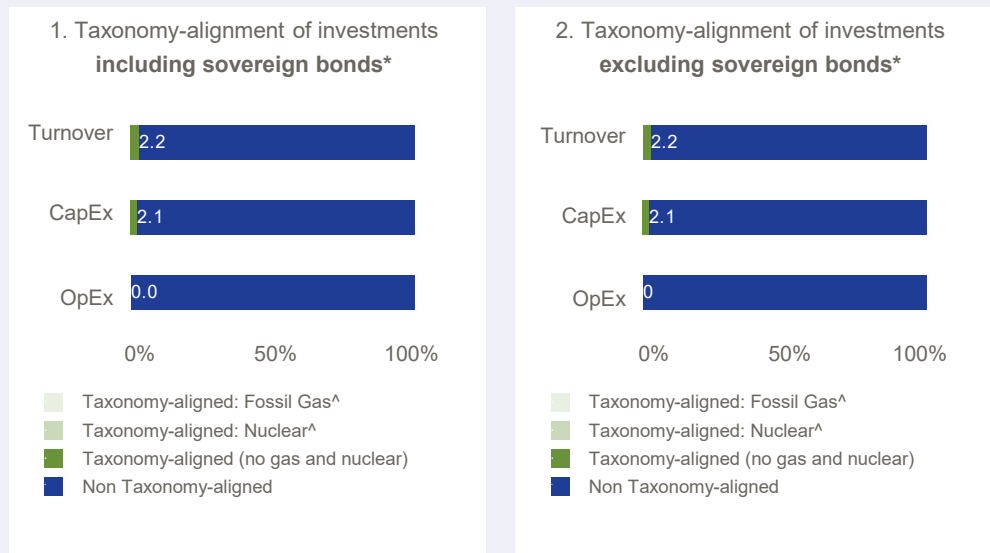 1. Taxonomy-alignment of investments
including sovereign bonds*
Turnover
2.2
CapEx
2.1
OpEx
0.0
0% 50% 100%
Taxonomy-aligned: Fossil Gas^
Taxonomy-aligned: Nuclear^
Taxonomy-aligned (no gas and nuclear)
Non Taxonomy-aligned
2. Taxonomy-alignment of investments
excluding sovereign bonds*
Turnover
2.2
CapEx
2.1
OpEx
0
0% 50% 100%
Taxonomy-aligned: Fossil Gas^
Taxonomy-aligned: Nuclear^
Taxonomy-aligned (no gas and nuclear)
Non Taxonomy-aligned